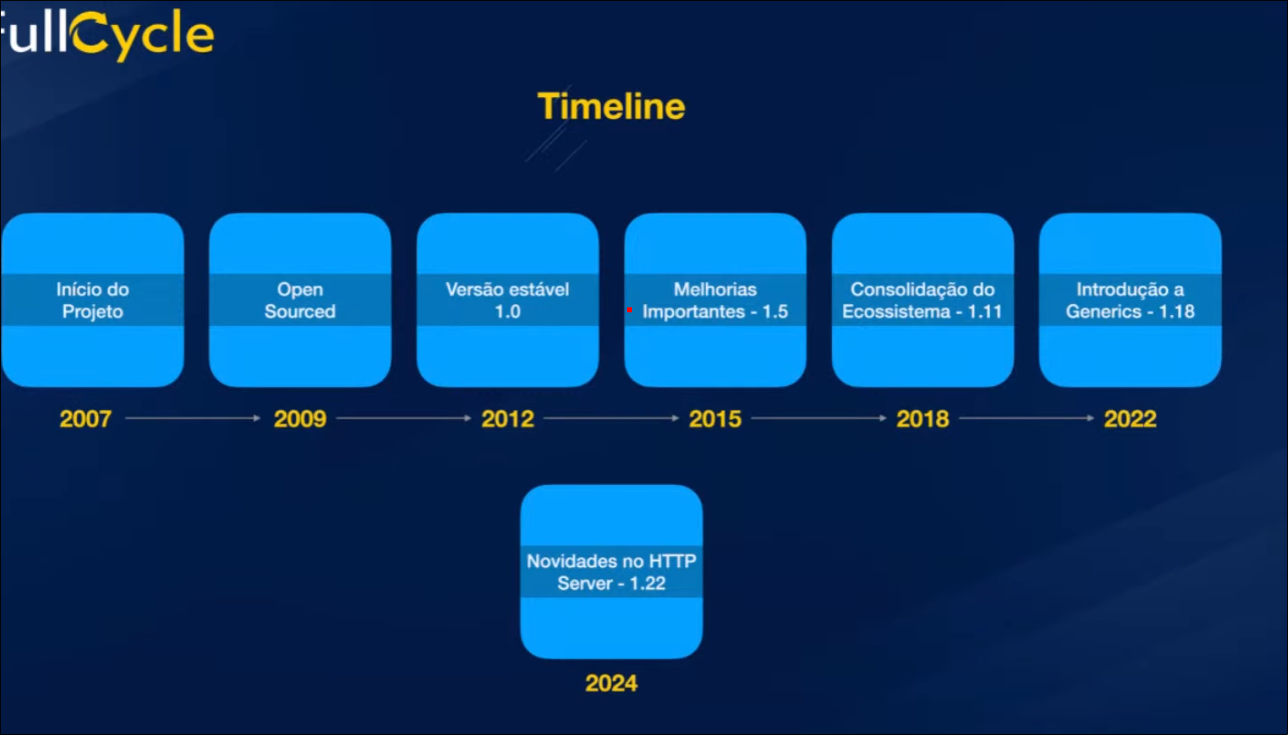 FullCycle
Timeline
Início do
Projeto
Open
Sourced
Versão estável
1.0
Melhorias
Importantes - 1.5
Consolidação do
Ecossistema - 1.11
Introdução a
Generics - 1.18
2007
2009
2012
2015
2018
2022
Novidades no HTTP
Server - 1.22
2024